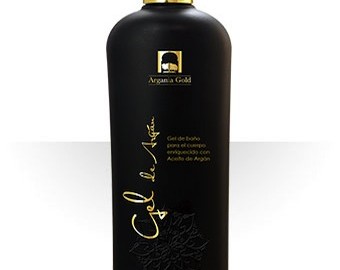 Argania Gold
Gel de Argán
Gel de baño
para el cuerpo
enriquecido con
Aceite de Argán